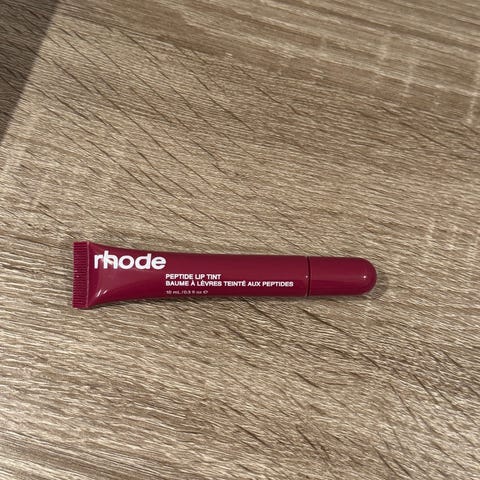 rhode
PEPTIDE LIP TINT
BAUME À LÈVRES TEINTÉ AUX PEPTIDES
10 mL / 0.3 fl oz ℮